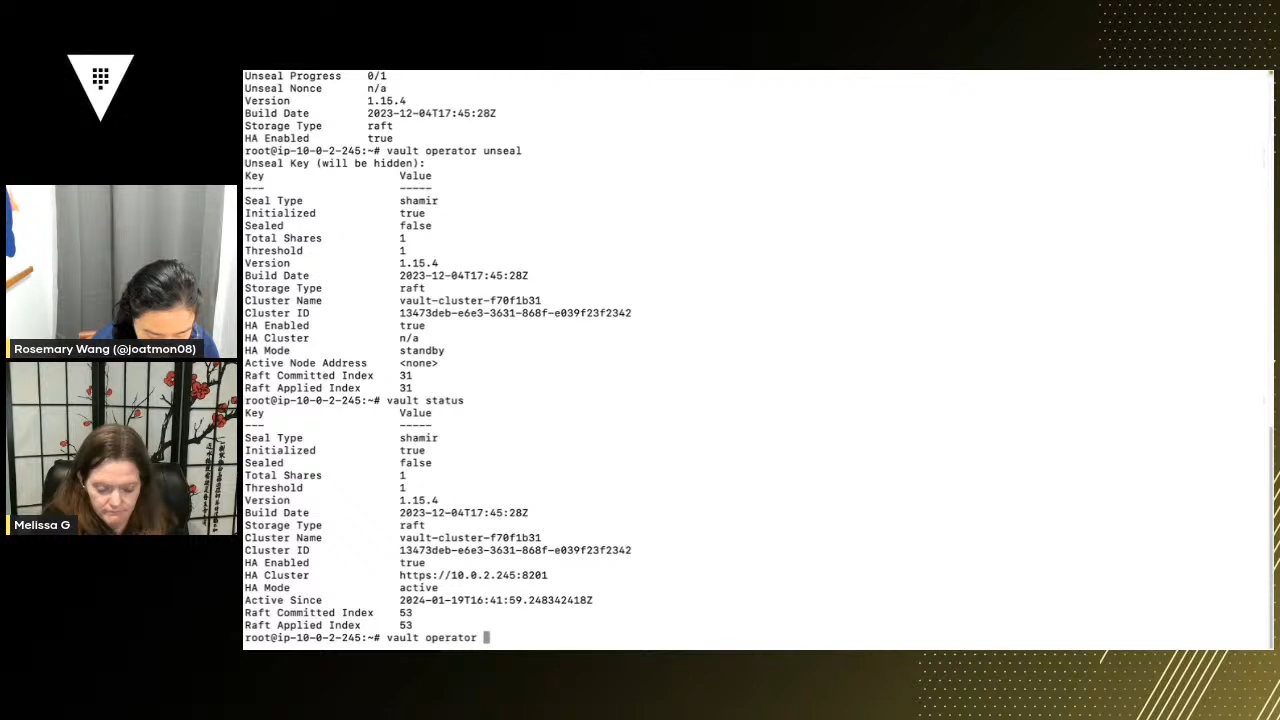 Unseal Progress    0/1
Unseal Nonce       n/a
Version            1.15.4
Build Date         2023-12-04T17:45:28Z
Storage Type       raft
HA Enabled         true
root@ip-10-0-2-245:~# vault operator unseal
Unseal Key (will be hidden):
Key                     Value
---                     -----
Seal Type               shamir
Initialized             true
Sealed                  false
Total Shares            1
Threshold               1
Version                 1.15.4
Build Date              2023-12-04T17:45:28Z
Storage Type            raft
Cluster Name            vault-cluster-f70f1b31
Cluster ID              13473deb-e6e3-3631-868f-e039f23f2342
HA Enabled              true
HA Cluster              n/a
HA Mode                 standby
Active Node Address     <none>
Raft Committed Index    31
Raft Applied Index      31
root@ip-10-0-2-245:~# vault status
Key                     Value
---                     -----
Seal Type               shamir
Initialized             true
Sealed                  false
Total Shares            1
Threshold               1
Version                 1.15.4
Build Date              2023-12-04T17:45:28Z
Storage Type            raft
Cluster Name            vault-cluster-f70f1b31
Cluster ID              13473deb-e6e3-3631-868f-e039f23f2342
HA Enabled              true
HA Cluster              https://10.0.2.245:8201
HA Mode                 active
Active Since            2024-01-19T16:41:59.248342418Z
Raft Committed Index    53
Raft Applied Index      53
root@ip-10-0-2-245:~# vault operator
Rosemary Wang (@joatmon08)
Melissa G